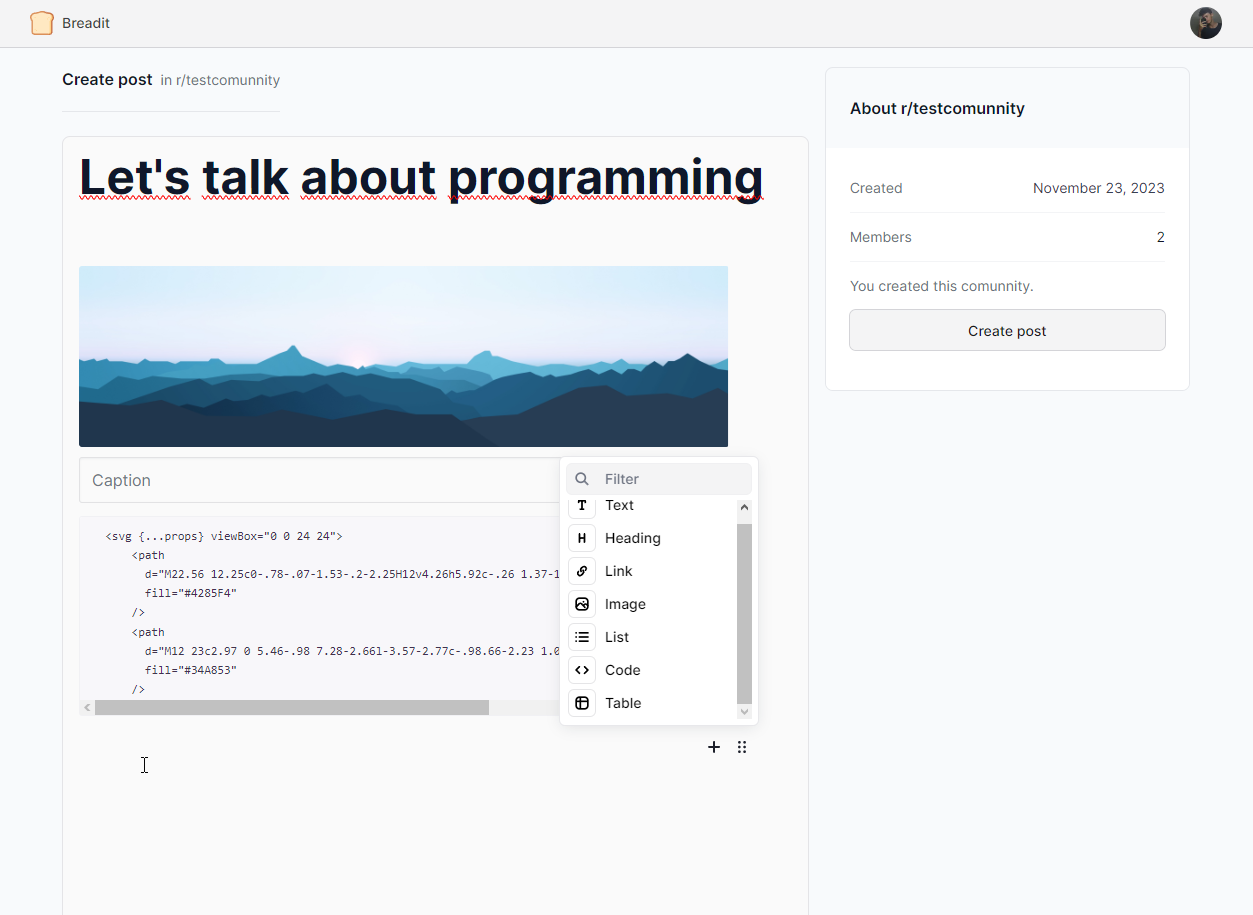 Breadit
Create post in r/testcomunnity
Let's talk about programming
Caption
<svg {...props} viewBox="0 0 24 24">
<path
d="M22.56 12.25c0-.78-.07-1.53-.2-2.25H12v4.26h5.92c-.26 1.37-1
fill="#4285F4"
/>
<path
d="M12 23c2.97 0 5.46-.98 7.28-2.66l-3.57-2.77c-.98.66-2.23 1.0
fill="#34A853"
/>
Filter
Text
Heading
Link
Image
List
Code
Table
About r/testcomunnity
Created November 23, 2023
Members 2
You created this comunnity.
Create post